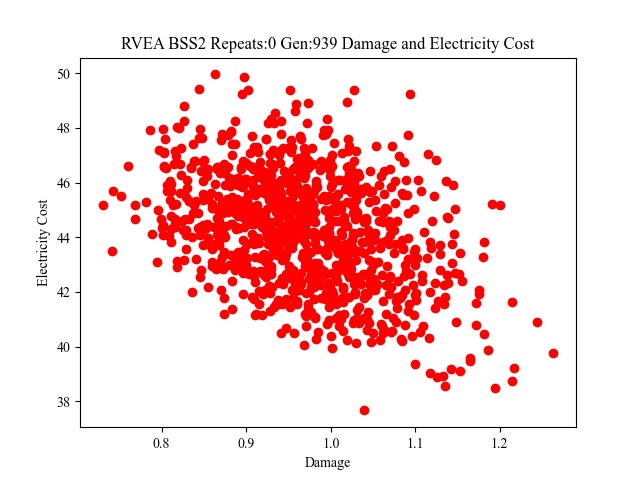 RVEA BSS2 Repeats:0 Gen:939 Damage and Electricity Cost
50
48
46
44
42
40
38
Electricity Cost
0.8 0.9 1.0 1.1 1.2
Damage